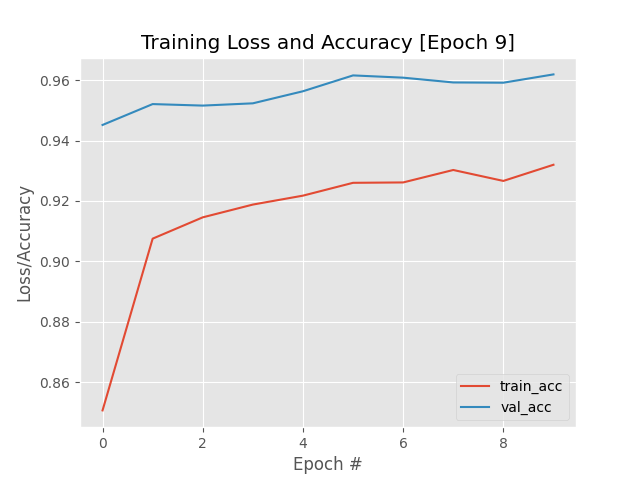 Training Loss and Accuracy [Epoch 9]
0.96
0.94
0.92
0.90
0.88
0.86
Loss/Accuracy
train_acc
val_acc
0 2 4 6 8
Epoch #